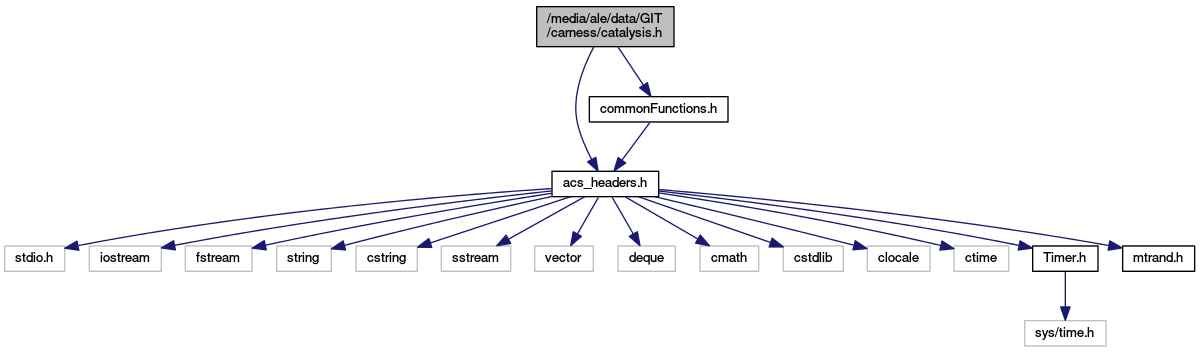 /media/ale/data/GIT
/carness/catalysis.h
commonFunctions.h
acs_headers.h
stdio.h
iostream
fstream
string
cstring
sstream
vector
deque
cmath
cstdlib
clocale
ctime
Timer.h
mtrand.h
sys/time.h